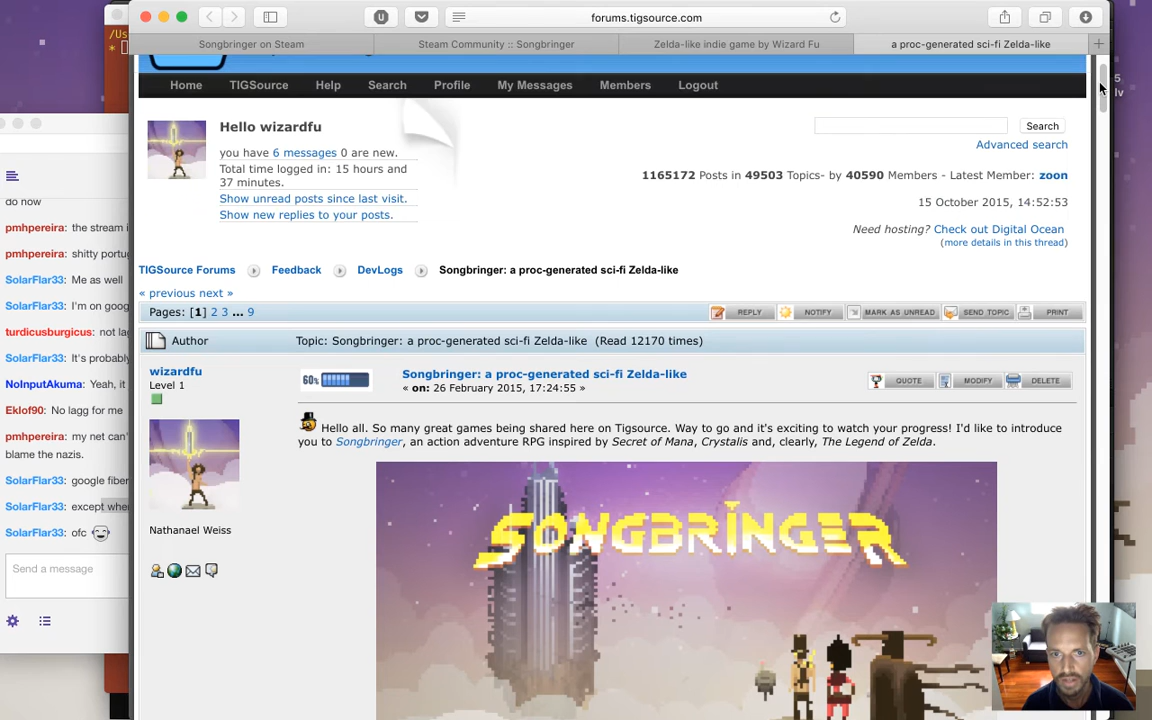 forums.tigsource.com
Songbringer on Steam
Steam Community :: Songbringer
Zelda-like indie game by Wizard Fu
a proc-generated sci-fi Zelda-like
Home
TIGSource
Help
Search
Profile
My Messages
Members
Logout
Hello wizardfu
you have 6 messages 0 are new.
Total time logged in: 15 hours and
37 minutes.
Show unread posts since last visit.
Show new replies to your posts.
Search
Advanced search
1165172 Posts in 49503 Topics- by 40590 Members - Latest Member: zoon
15 October 2015, 14:52:53
Need hosting? Check out Digital Ocean
(more details in this thread)
TIGSource Forums
Feedback
DevLogs
Songbringer: a proc-generated sci-fi Zelda-like
« previous next »
Pages: [1] 2 3 ... 9
REPLY
NOTIFY
MARK AS UNREAD
SEND TOPIC
PRINT
Author
Topic: Songbringer: a proc-generated sci-fi Zelda-like (Read 12170 times)
wizardfu
Level 1
Nathanael Weiss
60%
Songbringer: a proc-generated sci-fi Zelda-like
« on: 26 February 2015, 17:24:55 »
QUOTE
MODIFY
DELETE
Hello all. So many great games being shared here on Tigsource. Way to go and it's exciting to watch your progress! I'd like to introduce
you to Songbringer, an action adventure RPG inspired by Secret of Mana, Crystalis and, clearly, The Legend of Zelda.
SONGBRINGER
/Us
*
5
lv
do now
pmhpereira: the stream i
pmhpereira: shitty portug
SolarFlar33: Me as well
SolarFlar33: I'm on goog
turdicusburgicus: not lag
SolarFlar33: It's probably
NoInputAkuma: Yeah, it
Eklof90: No lagg for me
pmhpereira: my net can'
blame the nazis.
SolarFlar33: google fiber
SolarFlar33: except wher
SolarFlar33: ofc
Send a message